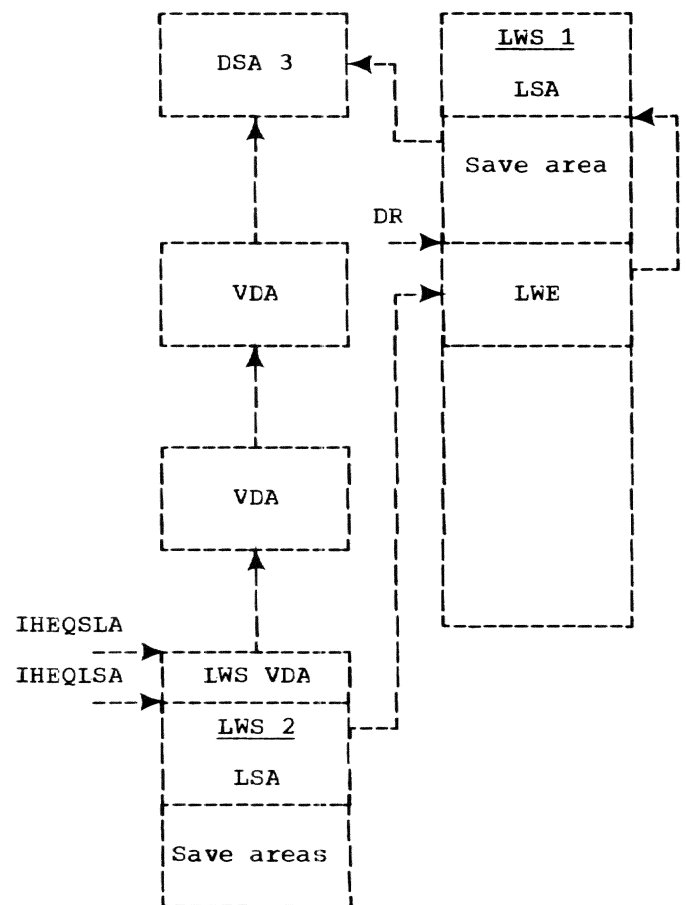 LWS 1
DSA 3
LSA
Save area
DR
VDA
LWE
VDA
IHEQSLA
LWS VDA
IHEQLSA
LWS 2
LSA
Save areas